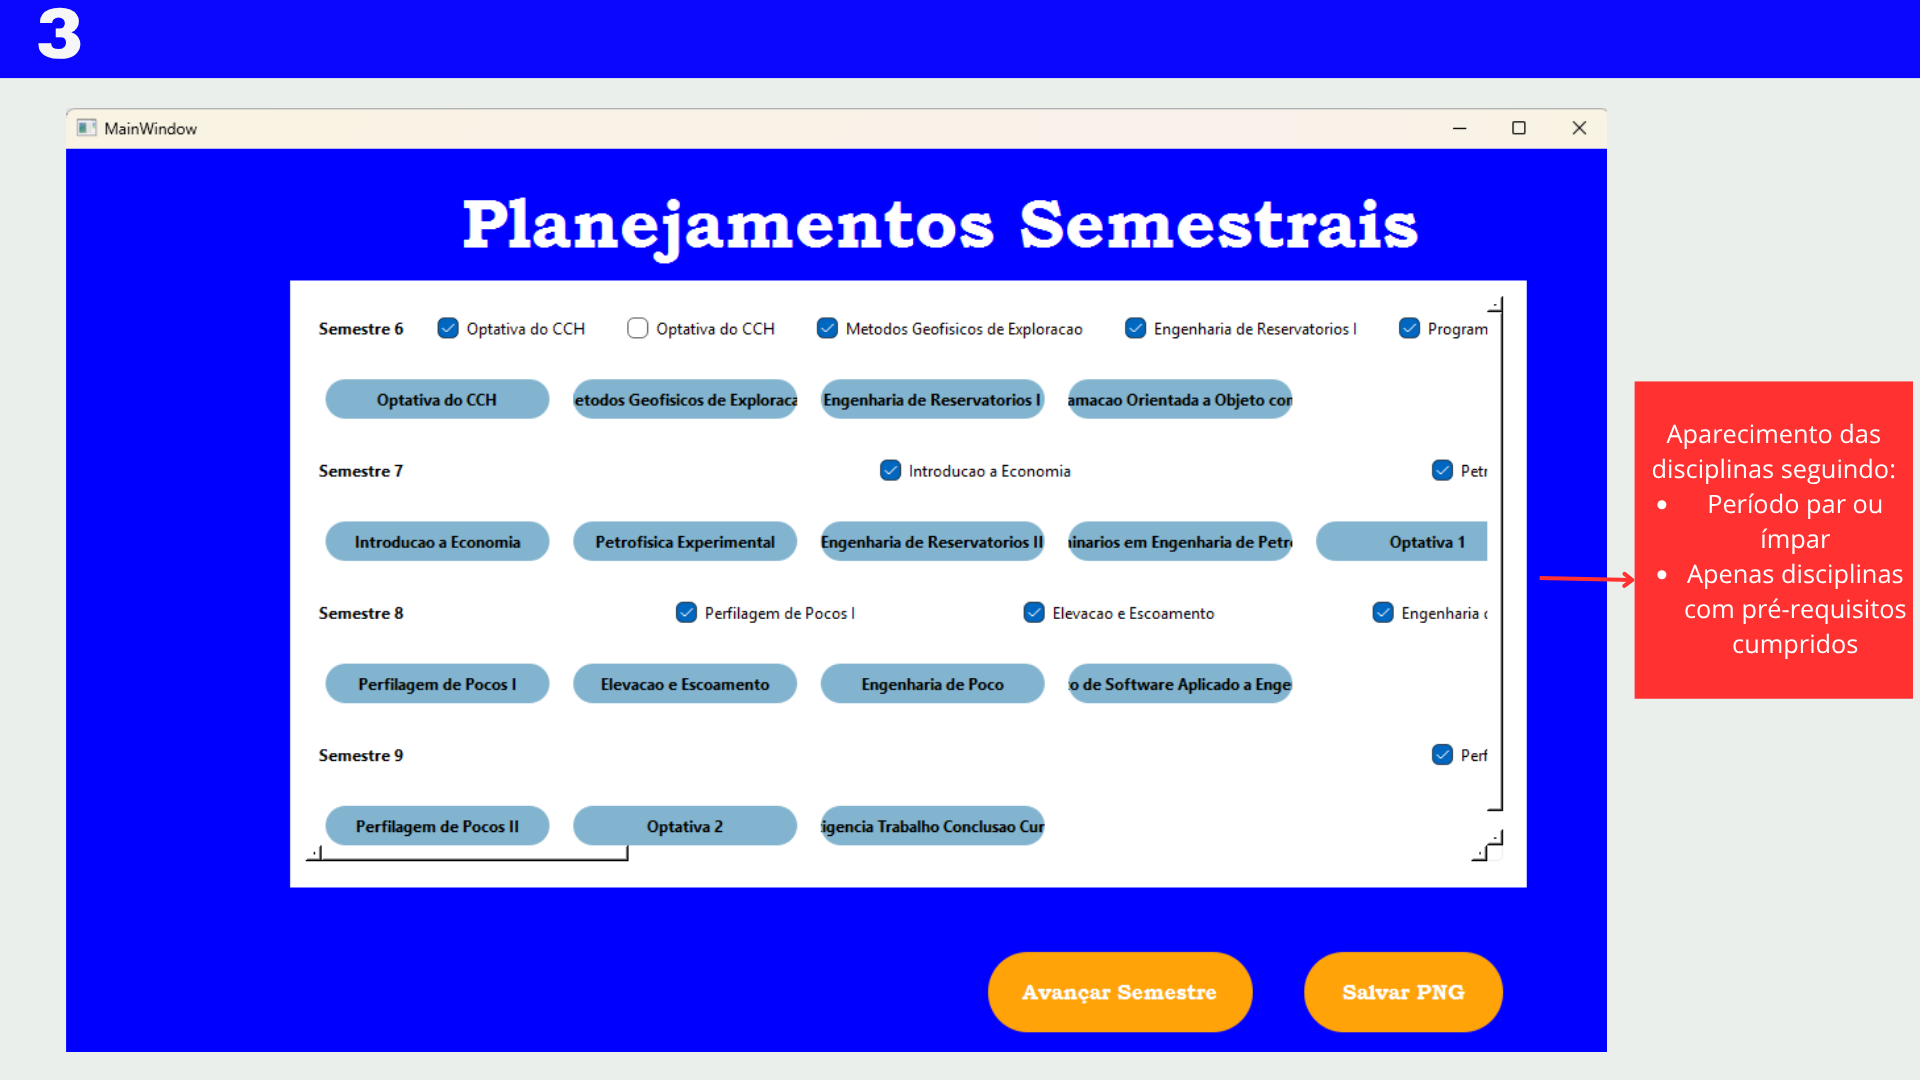 3
MainWindow
Planejamentos Semestrais
Semestre 6 Optativa do CCH Optativa do CCH Metodos Geofisicos de Exploracao Engenharia de Reservatorios I Program
Optativa do CCH etodos Geofisicos de Exploraca Engenharia de Reservatorios I amacao Orientada a Objeto con
Semestre 7 Introducao a Economia Petr
Introducao a Economia Petrofisica Experimental Engenharia de Reservatorios II inarios em Engenharia de Petr Optativa 1
Semestre 8 Perfilagem de Pocos I Elevacao e Escoamento Engenharia
Perfilagem de Pocos I Elevacao e Escoamento Engenharia de Poco o de Software Aplicado a Enge
Semestre 9 Perf
Perfilagem de Pocos II Optativa 2 igencia Trabalho Conclusao Cur
Avançar Semestre Salvar PNG
Aparecimento das
disciplinas seguindo:
• Período par ou
ímpar
• Apenas disciplinas
com pré-requisitos
cumpridos